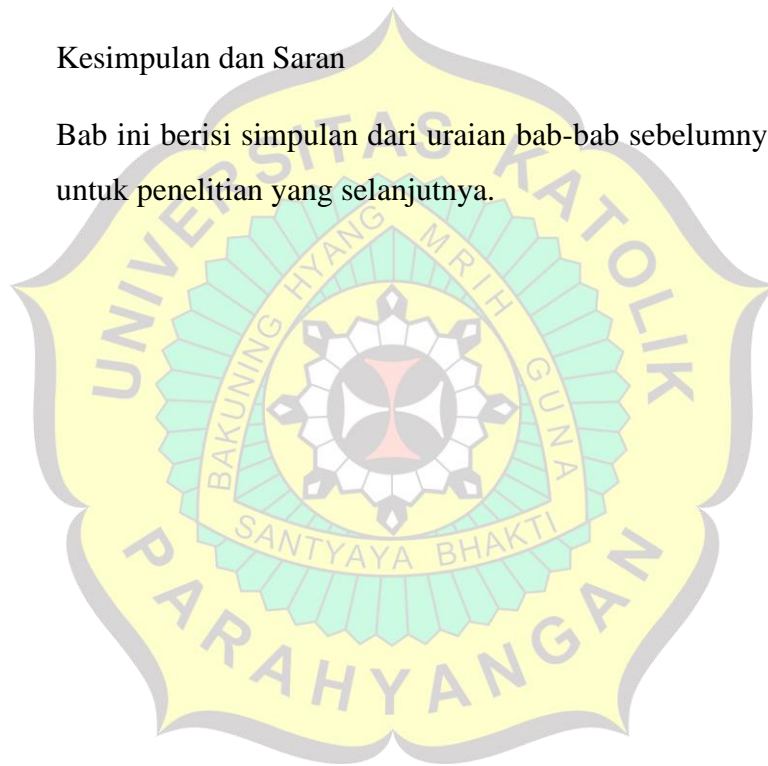 Kesimpulan dan Saran
Bab ini berisi simpulan dari uraian bab-bab sebelumny
untuk penelitian yang selanjutnya.
UNIVERSITAS KATOLIK
PARAHYANGAN
BAKUNING HYANG MRIH GUNA
SANTYAYA BHAKTI